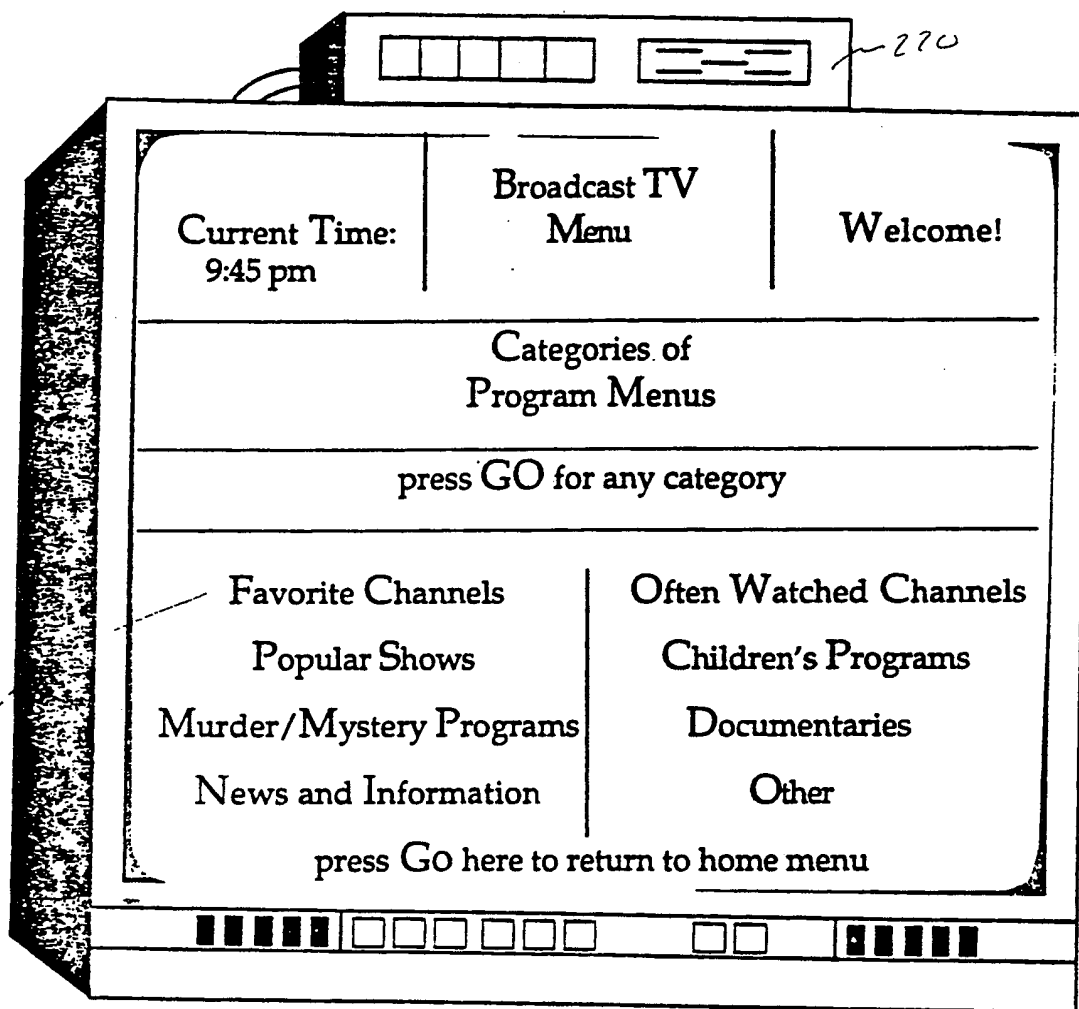 220
Broadcast TV
Menu
Current Time:
9:45 pm
Welcome!
Categories of
Program Menus
press GO for any category
Favorite Channels
Often Watched Channels
Popular Shows
Children's Programs
Murder/Mystery Programs
Documentaries
News and Information
Other
press GO here to return to home menu